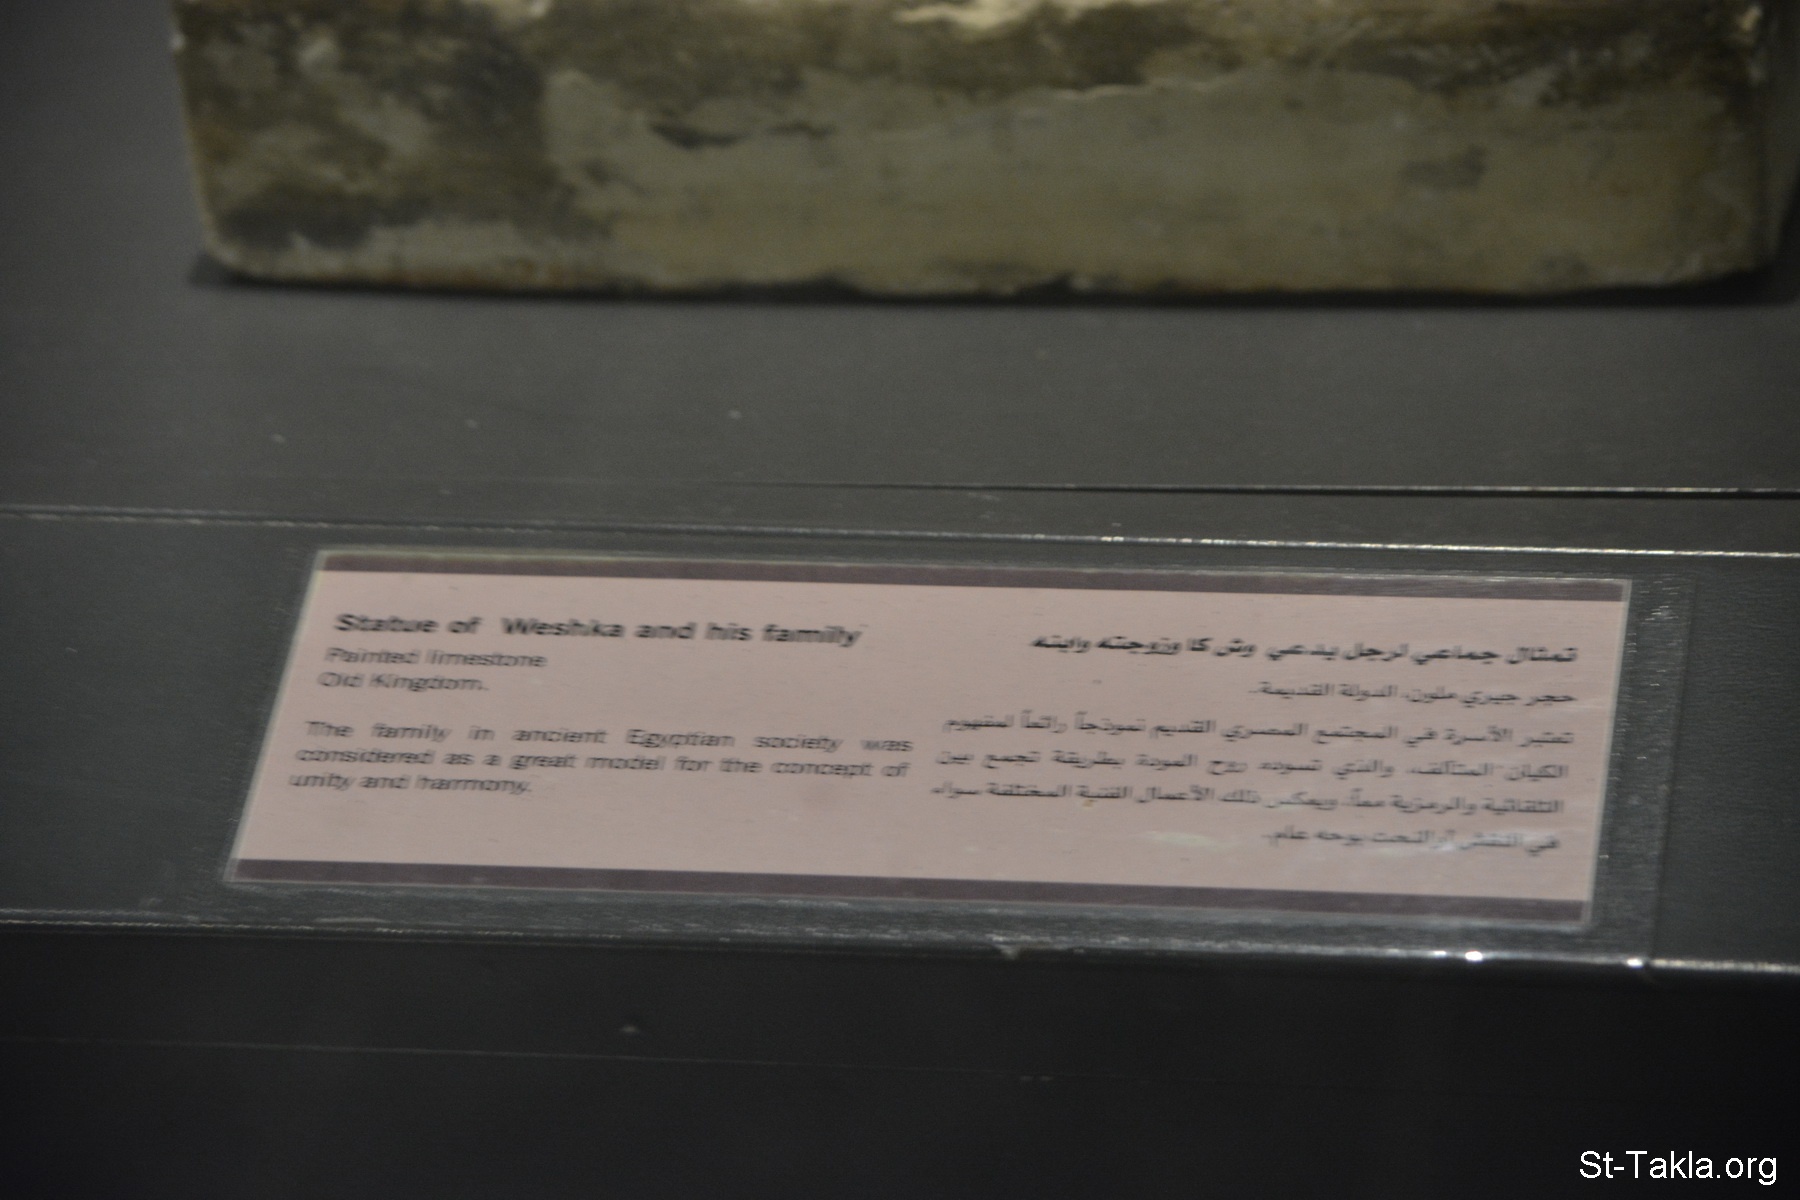 Statue of Weshka and his family
Painted limestone
Old Kingdom.
The family in ancient Egyptian society was
considered as a great model for the concept of
unity and harmony.
تمثال جماعي لرجل يدعي وش كا وزوجته وابنته
حجر جيري ملون، الدولة القديمة.
تعتبر الأسرة في المجتمع المصري القديم نموذجاً رائعاً لمفهوم
الكيان المتآلف، والذي تسوده روح المودة بطريقة تجمع بين
التلقائية والرمزية معاً، ويعكس ذلك الأعمال الفنية المختلفة سواء
في النقش أو النحت بوجه عام.
St-Takla.org